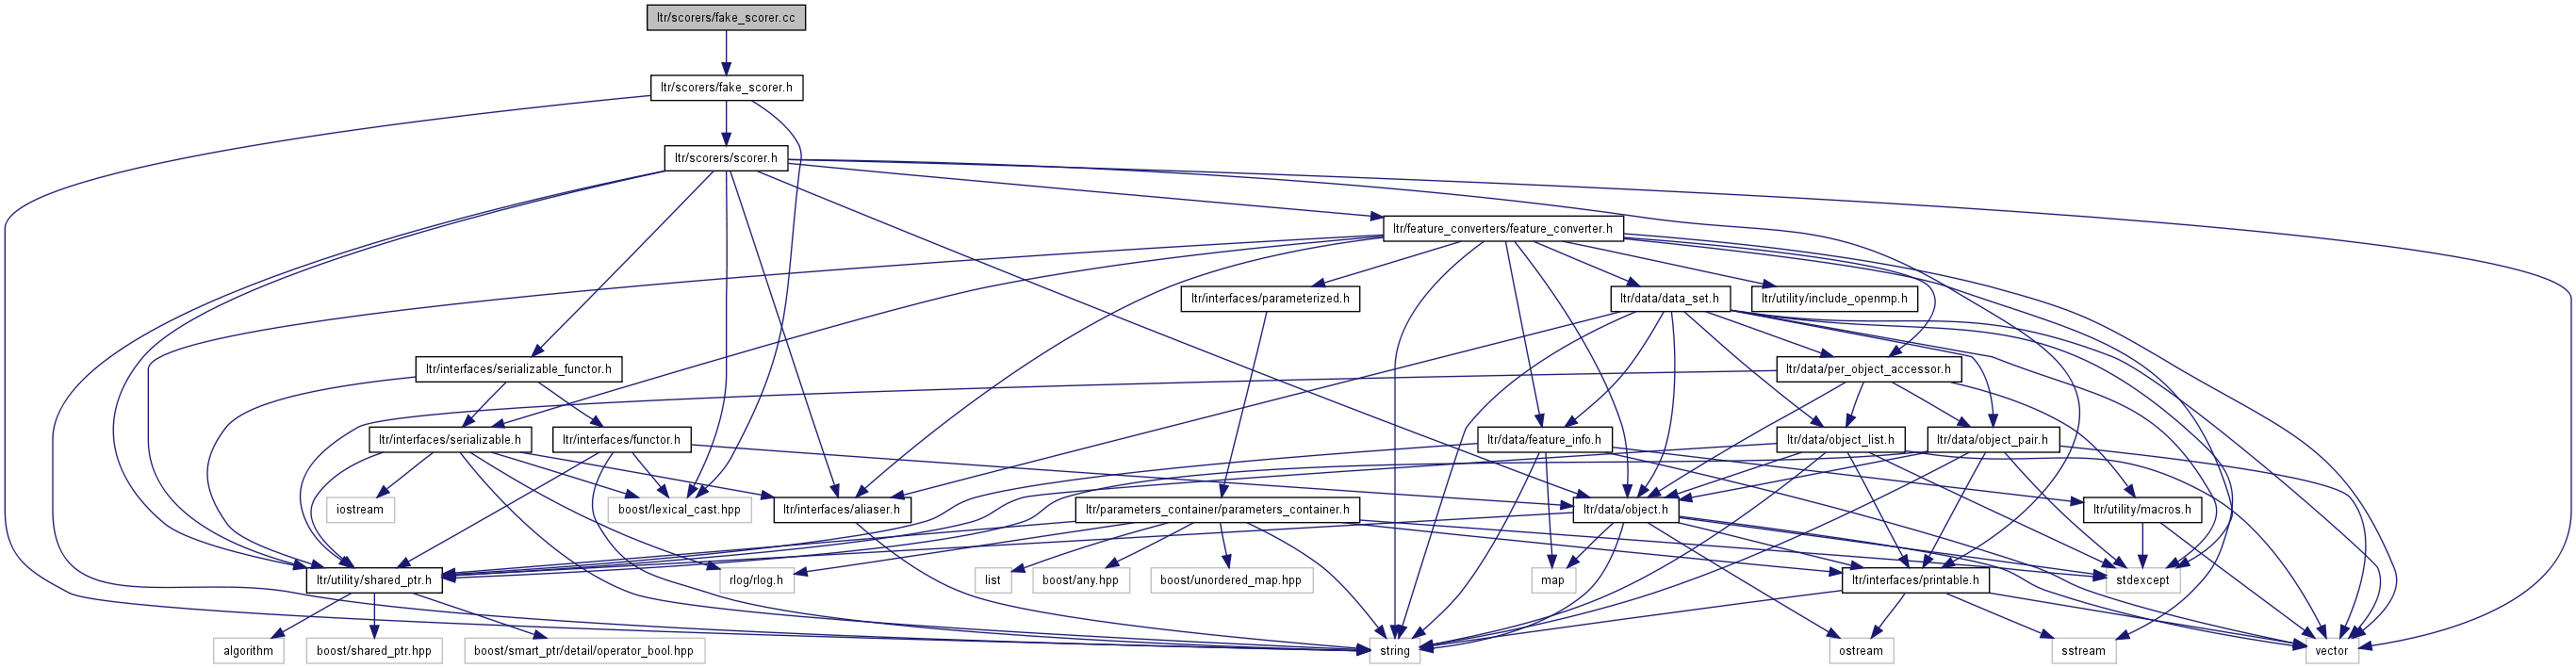 ltr/scorers/fake_scorer.cc
ltr/scorers/fake_scorer.h
ltr/scorers/scorer.h
ltr/feature_converters/feature_converter.h
ltr/interfaces/parameterized.h
ltr/data/data_set.h
ltr/utility/include_openmp.h
ltr/interfaces/serializable_functor.h
ltr/data/per_object_accessor.h
ltr/interfaces/serializable.h
ltr/interfaces/functor.h
ltr/data/feature_info.h
ltr/data/object_list.h
ltr/data/object_pair.h
iostream
boost/lexical_cast.hpp
ltr/interfaces/aliaser.h
ltr/parameters_container/parameters_container.h
ltr/data/object.h
ltr/utility/macros.h
ltr/utility/shared_ptr.h
rlog/rlog.h
list
boost/any.hpp
boost/unordered_map.hpp
map
ltr/interfaces/printable.h
stdexcept
algorithm
boost/shared_ptr.hpp
boost/smart_ptr/detail/operator_bool.hpp
string
ostream
sstream
vector